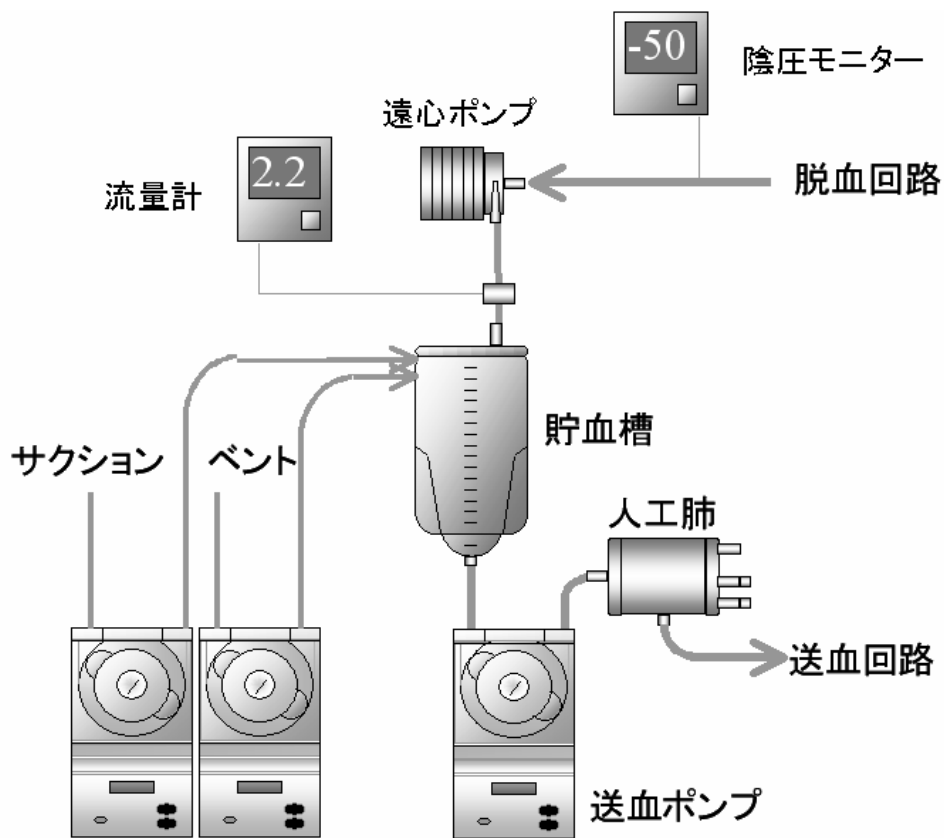 -50
陰圧モニター
遠心ポンプ
2.2
流量計
脱血回路
貯血槽
サクション
ベント
人工肺
送血回路
送血ポンプ